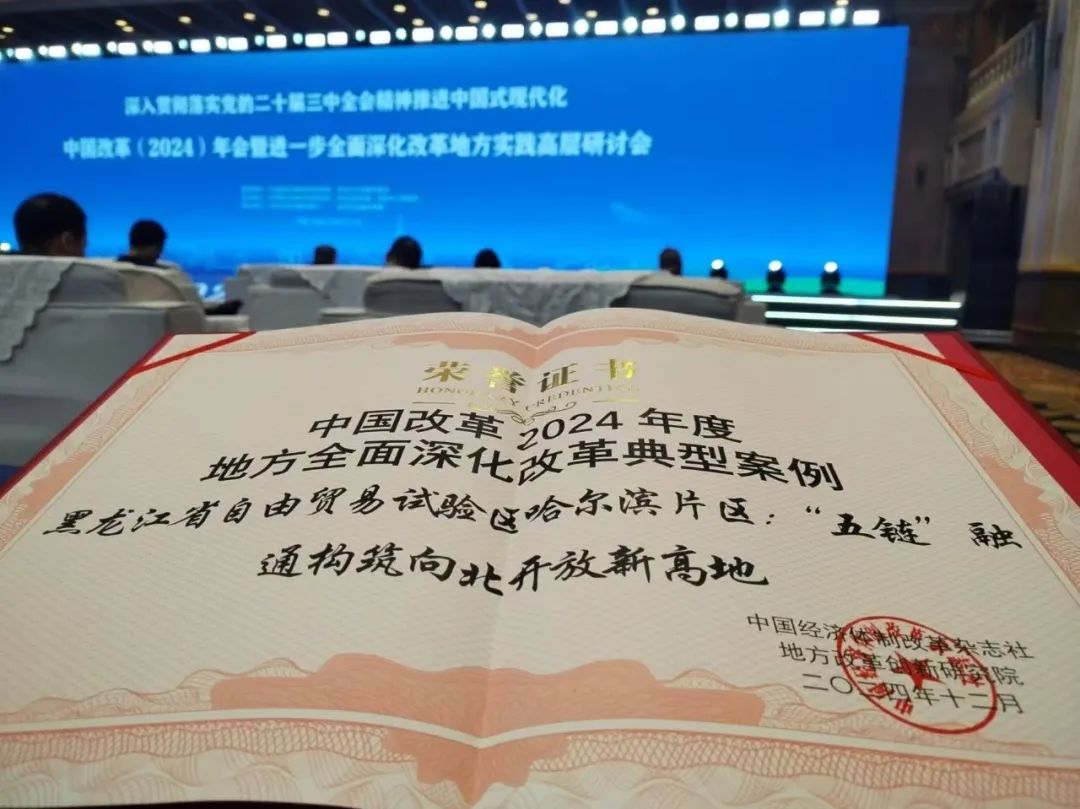 深入贯彻落实党的二十届三中全会精神推进中国式现代化
中国改革（2024）年会暨进一步全面深化改革地方实践高层研讨会
荣誉证书
HONORARY CREDENTIAL
中国改革 2024 年度
地方全面深化改革典型案例
黑龙江省自由贸易试验区哈尔滨片区：“五链”融
通构筑向北开放新高地
中国经济体制改革杂志社
地方改革创新研究院
二〇二四年十二月